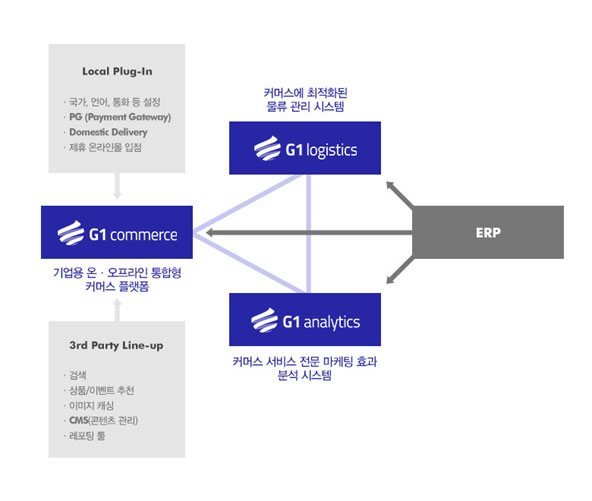 Local Plug-In
· 국가, 언어, 통화 등 설정
· PG (Payment Gateway)
· Domestic Delivery
· 제휴 온라인몰 입점
커머스에 최적화된
물류 관리 시스템
G1 logistics
G1 commerce
기업용 온 · 오프라인 통합형
커머스 플랫폼
ERP
G1 analytics
커머스 서비스 전문 마케팅 효과
분석 시스템
3rd Party Line-up
· 검색
· 상품/이벤트 추천
· 이미지 캐싱
· CMS(콘텐츠 관리)
· 레포팅 툴